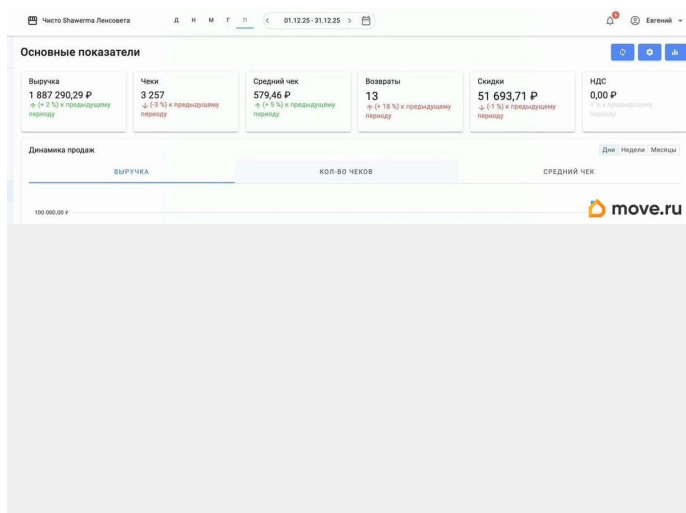 Чисто Shawerma Ленсовета Д Н М Г П 01.12.25 - 31.12.25 Евгений
Основные показатели
Выручка
1 887 290,29 ₽
(+ 2 %) к предыдущему
периоду
Чеки
3 257
(-3 %) к предыдущему
периоду
Средний чек
579,46 ₽
(+ 5 %) к предыдущему
периоду
Возвраты
13
(+ 18 %) к предыдущему
периоду
Скидки
51 693,71 ₽
(-1 %) к предыдущему
периоду
НДС
0,00 ₽
0 % к предыдущему
периоду
Динамика продаж Дни Недели Месяцы
ВЫРУЧКА КОЛ-ВО ЧЕКОВ СРЕДНИЙ ЧЕК
100 000,00 ₽
move.ru